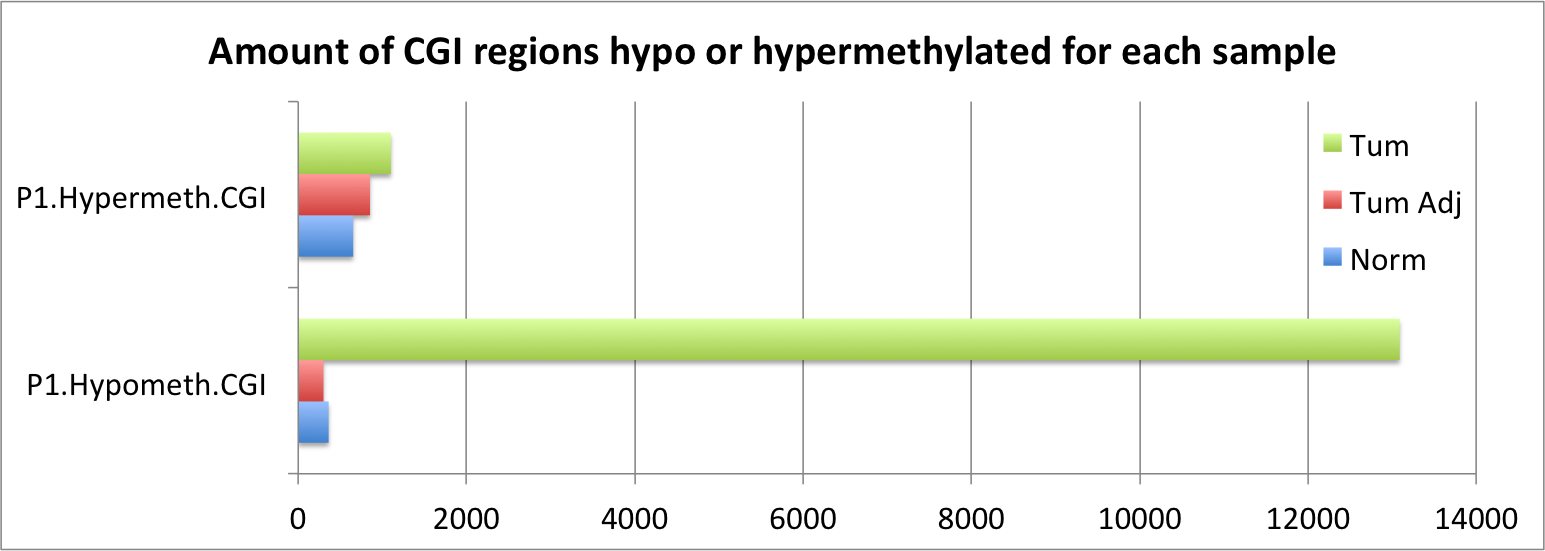 Amount of CGI regions hypo or hypermethylated for each sample
Tum
P1.Hypermeth.CGI
Tum Adj
Norm
P1.Hypometh.CGI
0 2000 4000 6000 8000 10000 12000 14000